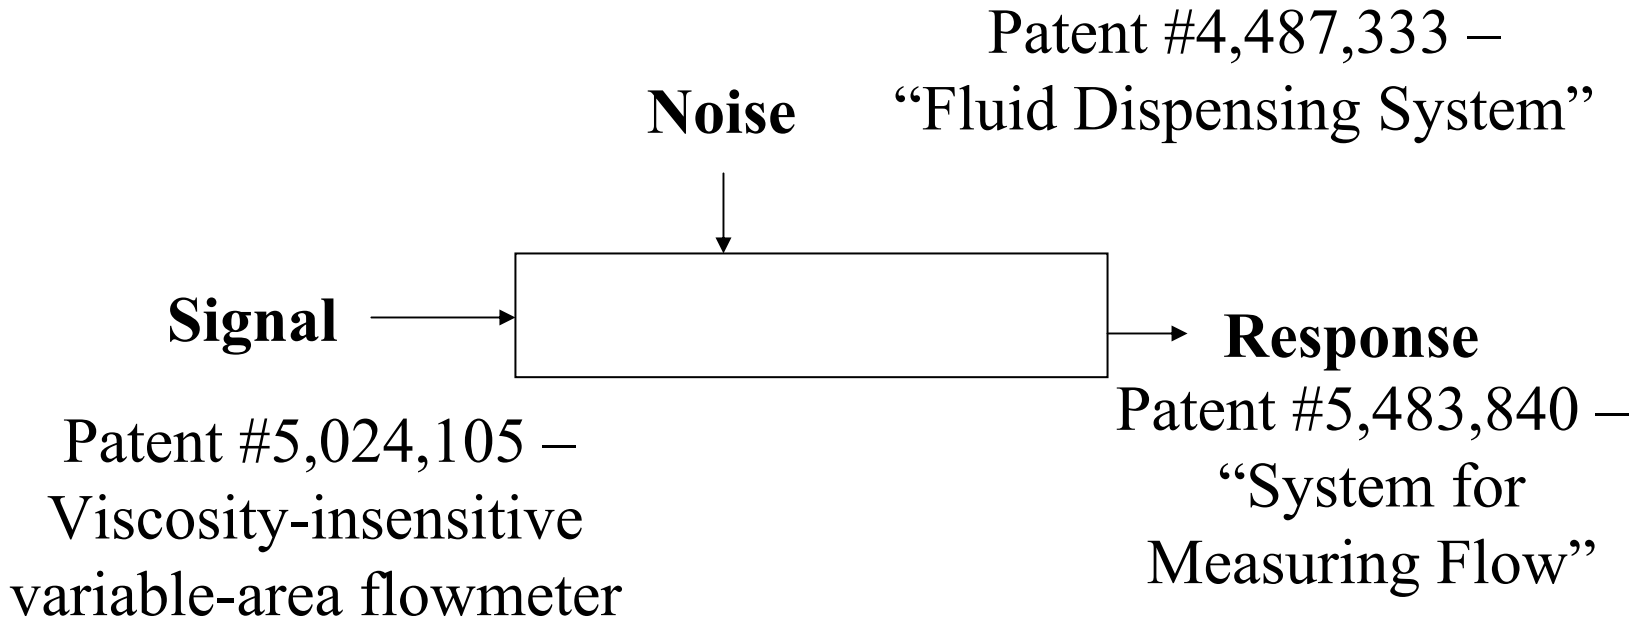 Patent #4,487,333 –
“Fluid Dispensing System”
Noise
Signal
Response
Patent #5,483,840 –
“System for
Measuring Flow”
Patent #5,024,105 –
Viscosity-insensitive
variable-area flowmeter